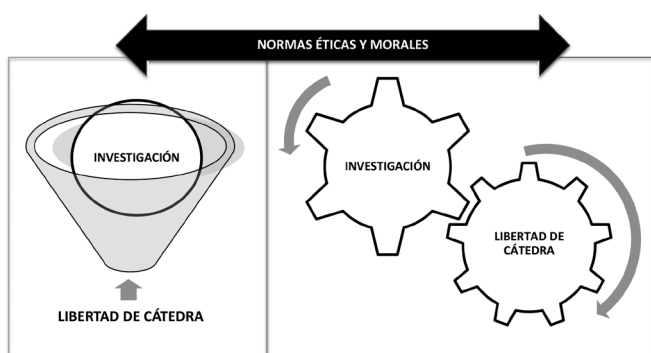 NORMAS ÉTICAS Y MORALES
INVESTIGACIÓN
LIBERTAD DE CÁTEDRA
INVESTIGACIÓN
LIBERTAD DE
CÁTEDRA